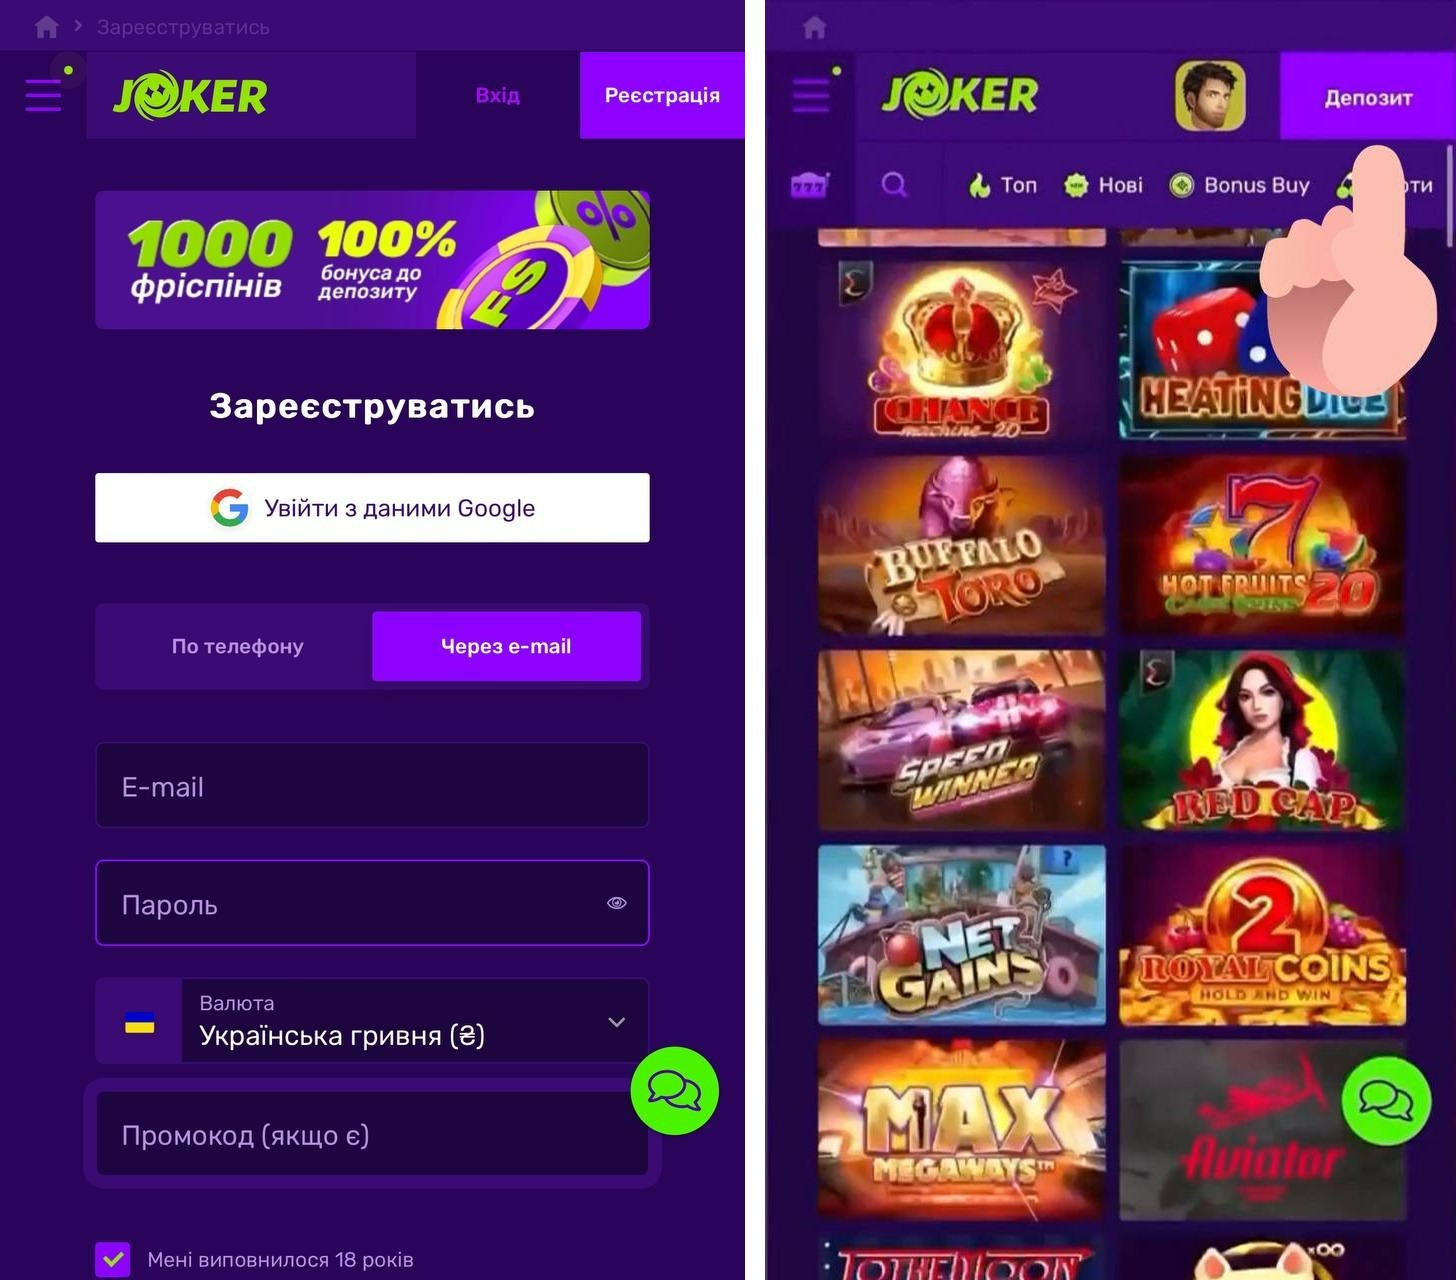 Зареєструватись
JOKER
Вхід
Реєстрація
1000
фріспінів
100%
бонуса до
депозиту
%
FS
Зареєструватись
Увійти з даними Google
По телефону
Через e-mail
E-mail
Пароль
Валюта
Українська гривня (₴)
Промокод (якщо є)
Мені виповнилося 18 років
JOKER
Депозит
777
Топ
Нові
Bonus Buy
CHANCE
machine 20
HEATING DICE
BUFFALO
TORO
7
HOT FRUITS 20
SPEED
WINNER
RED CAP
?
NET
GAINS
2
ROYAL COINS
HOLD AND WIN
MAX
MEGAWAYS™
Aviator
TO THE MOON
×∞